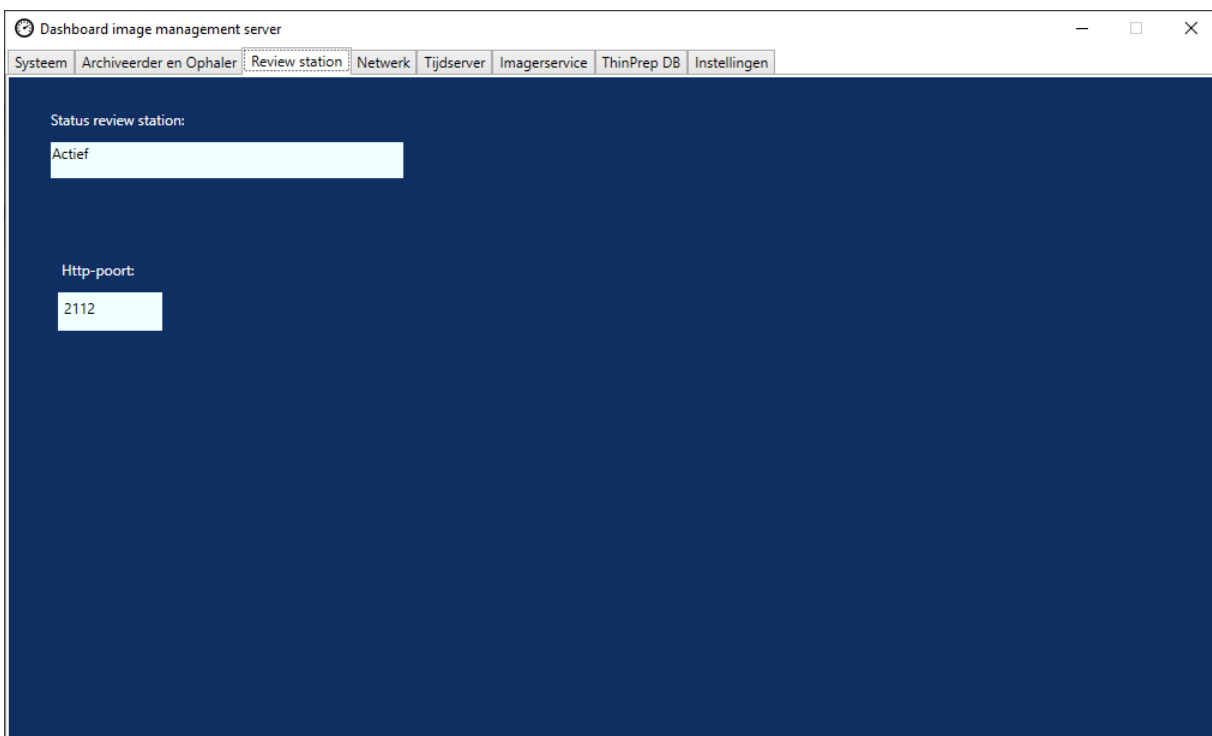 Dashboard image management server
Systeem Archiveerder en Ophaler Review station Netwerk Tijdserver Imagerservice ThinPrep DB Instellingen
Status review station:
Actief
Http-poort:
2112